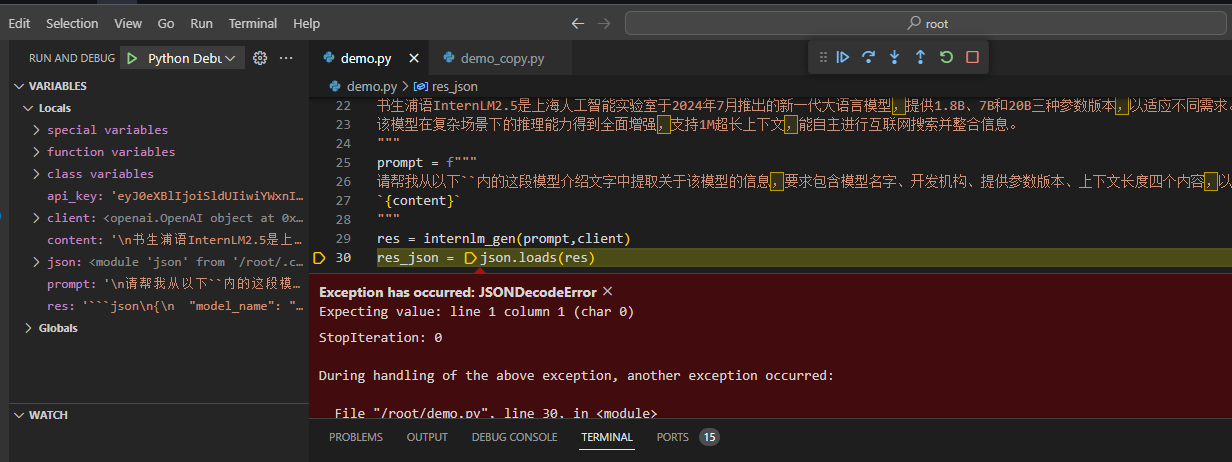 Edit Selection View Go Run Terminal Help root
RUN AND DEBUG Python Debu
demo.py demo_copy.py
VARIABLES
demo.py > res_json
Locals
special variables
function variables
class variables
api_key: 'eyJ0eXBlIjoiSldUIiwiYWxnI…
client: <openai.OpenAI object at 0x…
content: '\n书生浦语InternLM2.5是上…
json: <module 'json' from '/root/.c…
prompt: '\n请帮我从以下``内的这段模…
res: '```json\n{\n "model_name": "…
Globals
WATCH
22 书生浦语InternLM2.5是上海人工智能实验室于2024年7月推出的新一代大语言模型，提供1.8B、7B和20B三种参数版本，以适应不同需求。
23 该模型在复杂场景下的推理能力得到全面增强，支持1M超长上下文，能自主进行互联网搜索并整合信息。
24 """
25 prompt = f"""
26 请帮我从以下``内的这段模型介绍文字中提取关于该模型的信息，要求包含模型名字、开发机构、提供参数版本、上下文长度四个内容，以
27 `{content}`
28 """
29 res = internlm_gen(prompt,client)
30 res_json = json.loads(res)
Exception has occurred: JSONDecodeError
Expecting value: line 1 column 1 (char 0)
StopIteration: 0
During handling of the above exception, another exception occurred:
File "/root/demo.py", line 30, in <module>
PROBLEMS OUTPUT DEBUG CONSOLE TERMINAL PORTS 15